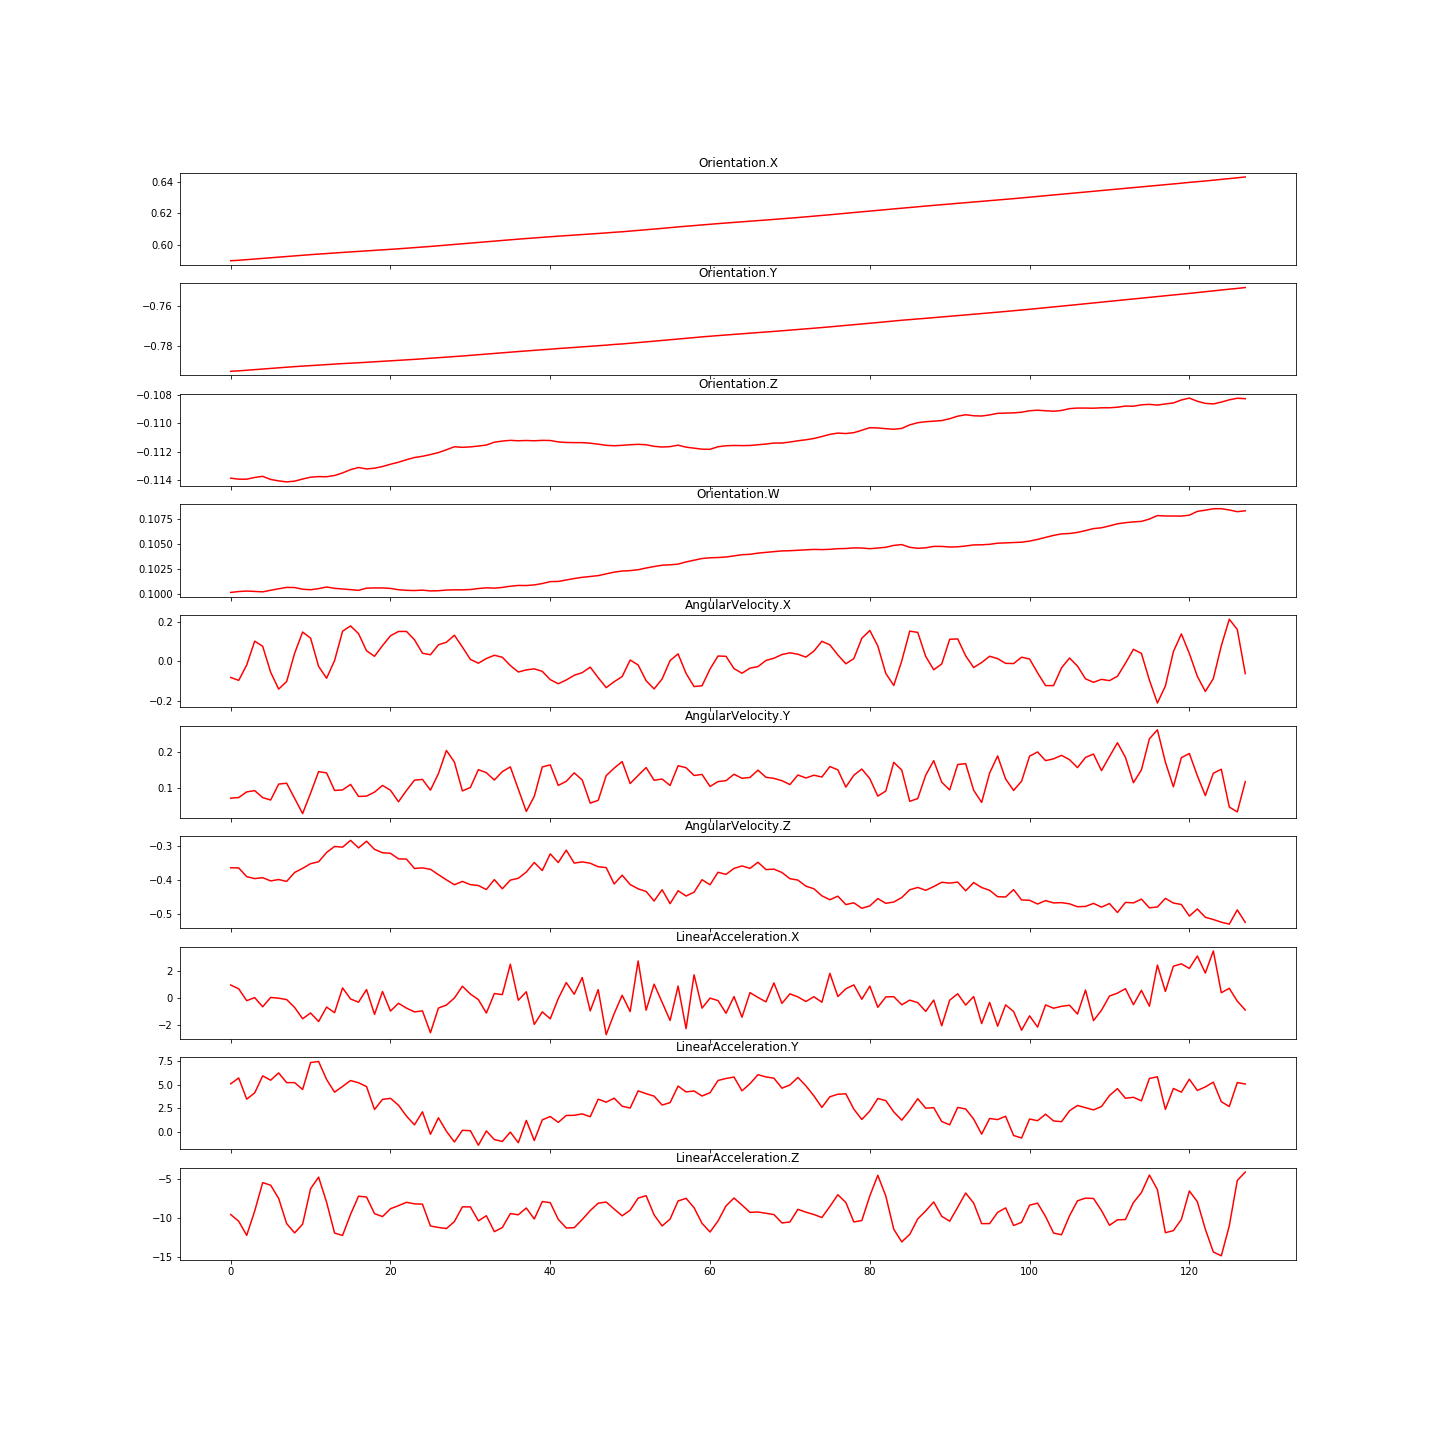 Orientation.X
0.64
0.62
0.60
Orientation.Y
−0.76
−0.78
Orientation.Z
−0.108
−0.110
−0.112
−0.114
Orientation.W
0.1075
0.1050
0.1025
0.1000
AngularVelocity.X
0.2
0.0
−0.2
AngularVelocity.Y
0.2
0.1
AngularVelocity.Z
−0.3
−0.4
−0.5
LinearAcceleration.X
2
0
−2
LinearAcceleration.Y
7.5
5.0
2.5
0.0
LinearAcceleration.Z
−5
−10
−15
0 20 40 60 80 100 120